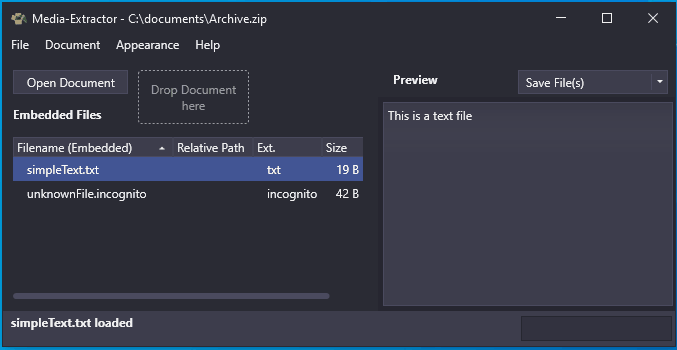 Media-Extractor - C:\documents\Archive.zip
File Document Appearance Help
Open Document
Drop Document
here
Preview
Save File(s)
Embedded Files
Filename (Embedded) Relative Path Ext. Size
simpleText.txt txt 19 B
unknownFile.incognito incognito 42 B
This is a text file
simpleText.txt loaded